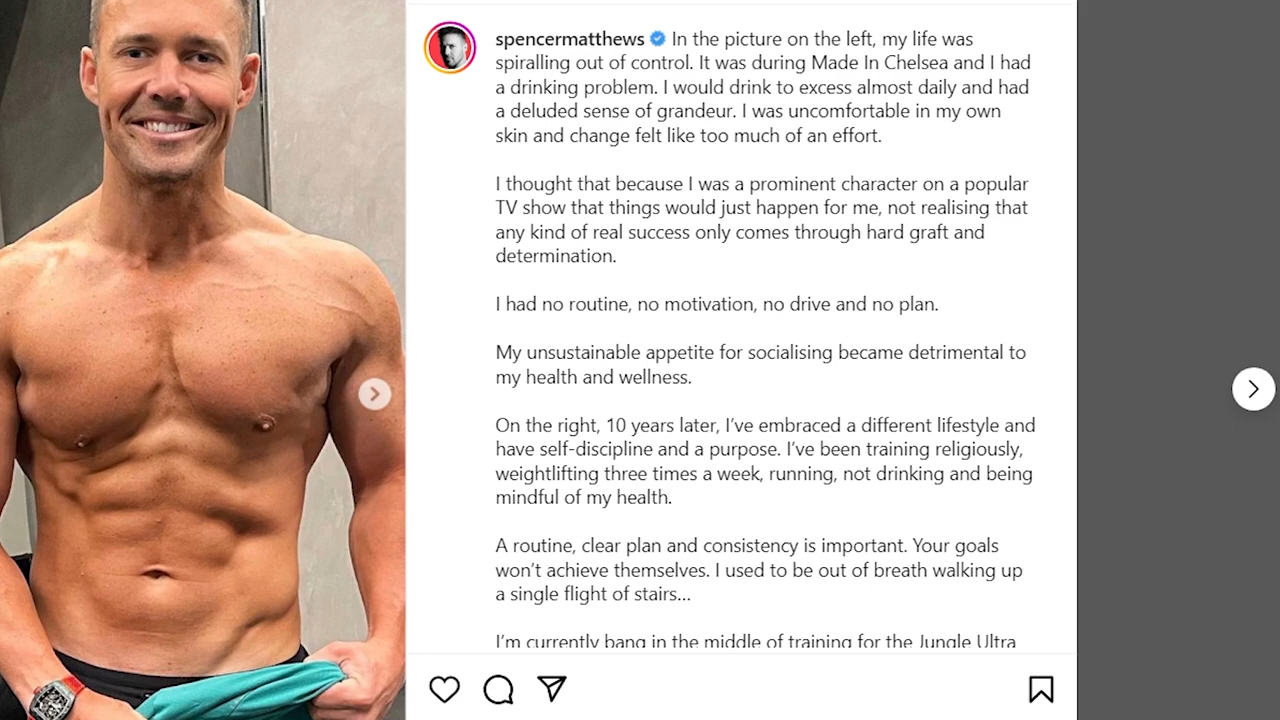 spencermatthews In the picture on the left, my life was
spiralling out of control. It was during Made In Chelsea and I had
a drinking problem. I would drink to excess almost daily and had
a deluded sense of grandeur. I was uncomfortable in my own
skin and change felt like too much of an effort.
I thought that because I was a prominent character on a popular
TV show that things would just happen for me, not realising that
any kind of real success only comes through hard graft and
determination.
I had no routine, no motivation, no drive and no plan.
My unsustainable appetite for socialising became detrimental to
my health and wellness.
On the right, 10 years later, I’ve embraced a different lifestyle and
have self-discipline and a purpose. I’ve been training religiously,
weightlifting three times a week, running, not drinking and being
mindful of my health.
A routine, clear plan and consistency is important. Your goals
won’t achieve themselves. I used to be out of breath walking up
a single flight of stairs...
I’m currently bang in the middle of training for the Jungle Ultra